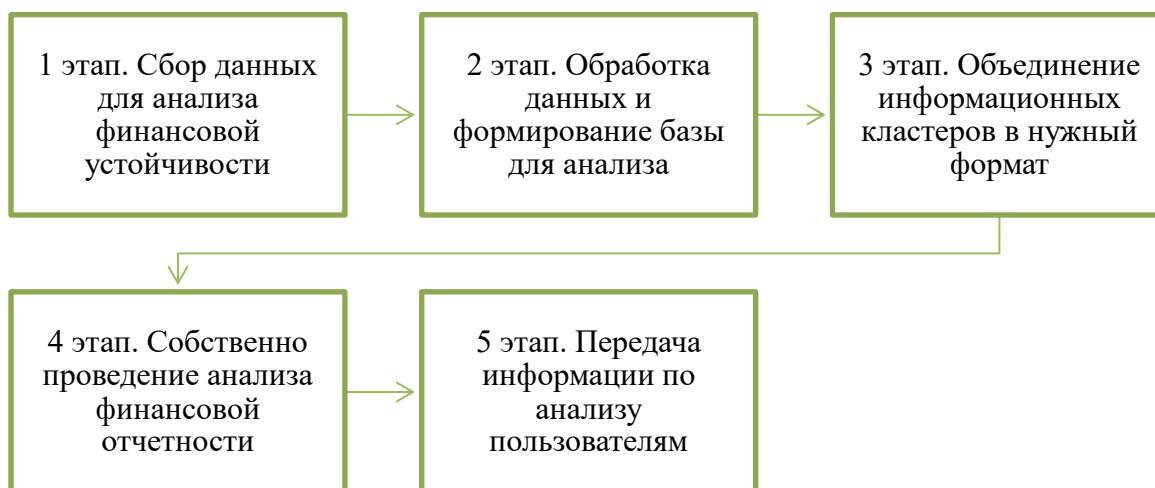 1 этап. Сбор данных
для анализа
финансовой
устойчивости
2 этап. Обработка
данных и
формирование базы
для анализа
3 этап. Объединение
информационных
кластеров в нужный
формат
4 этап. Собственно
проведение анализа
финансовой
отчетности
5 этап. Передача
информации по
анализу
пользователям